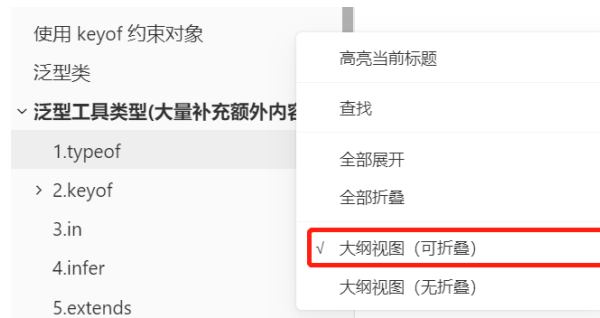 使用 keyof 约束对象
泛型类
泛型工具类型(大量补充额外内容
1.typeof
2.keyof
3.in
4.infer
5.extends
高亮当前标题
查找
全部展开
全部折叠
√ 大纲视图（可折叠）
大纲视图（无折叠）